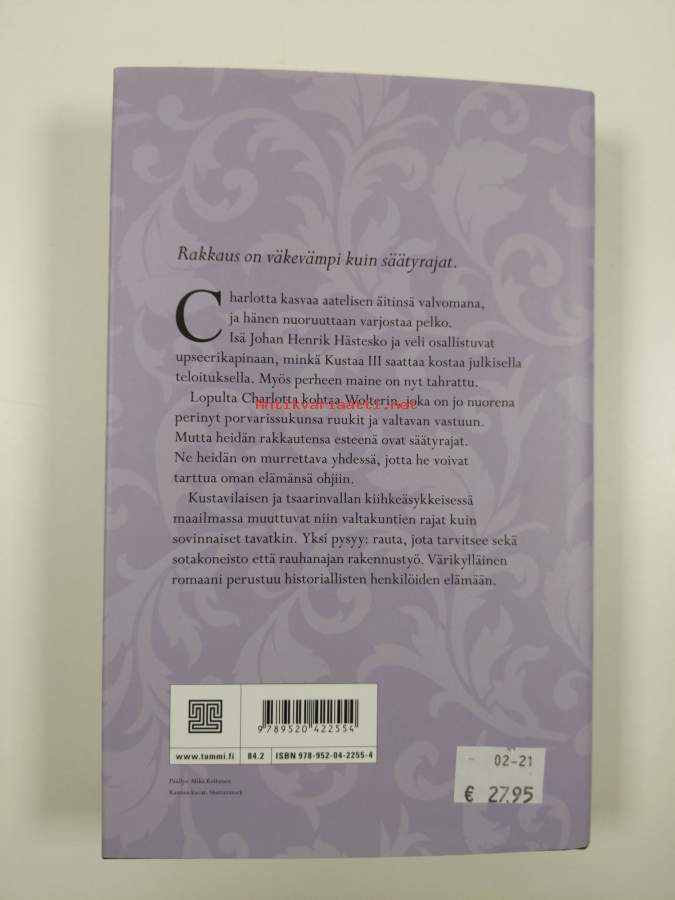 Rakkaus on väkevämpi kuin säätyrajat.
Charlotta kasvaa aatelisen äitinsä valvomana,
ja hänen nuoruuttaan varjostaa pelko.
Isä Johan Henrik Hästesko ja veli osallistuvat
upseerikapinaan, minkä Kustaa III saattaa kostaa julkisella
teloituksella. Myös perheen maine on nyt tahrattu.
Lopulta Charlotta kohtaa Wolterin, joka on jo nuorena
Antikvariaatti.net
perinyt porvarissukunsa ruukit ja valtavan vastuun.
Mutta heidän rakkautensa esteenä ovat säätyrajat.
Ne heidän on murrettava yhdessä, jotta he voivat
tarttua oman elämänsä ohjiin.
Kustavilaisen ja tsaarinvallan kiihkeäsykkeisessä
maailmassa muuttuvat niin valtakuntien rajat kuin
sovinnaiset tavatkin. Yksi pysyy: rauta, jota tarvitsee sekä
sotakoneisto että rauhanajan rakennustyö. Värikylläinen
romaani perustuu historiallisten henkilöiden elämään.
9789520422554
www.tammi.fi 84.2 ISBN 978-952-04-2255-4
Päällys: Mika Kettunen
Kannen kuvat: Shutterstock
02-21
€ 27.95